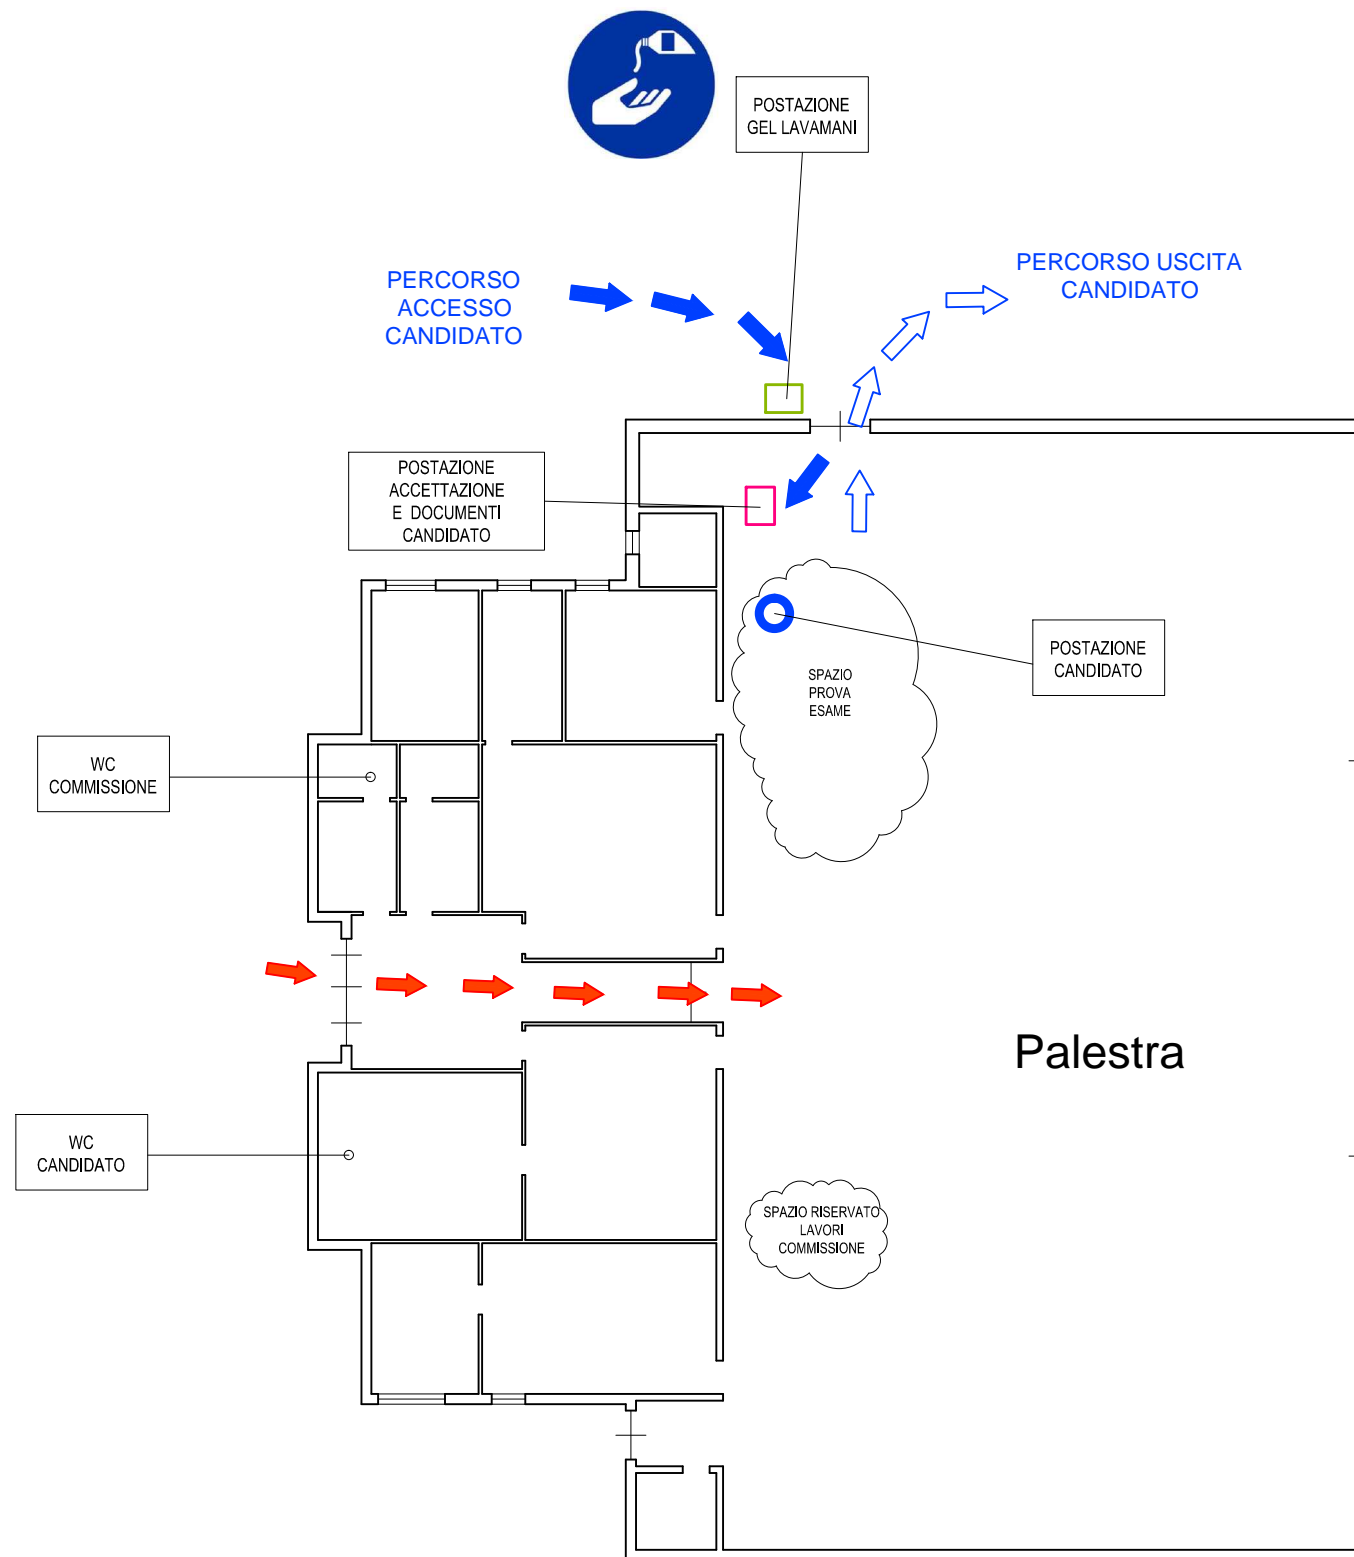 POSTAZIONE
GEL LAVAMANI
PERCORSO
ACCESSO
CANDIDATO
PERCORSO USCITA
CANDIDATO
POSTAZIONE
ACCETTAZIONE
E DOCUMENTI
CANDIDATO
POSTAZIONE
CANDIDATO
SPAZIO
PROVA
ESAME
WC
COMMISSIONE
Palestra
WC
CANDIDATO
SPAZIO RISERVATO
LAVORI
COMMISSIONE